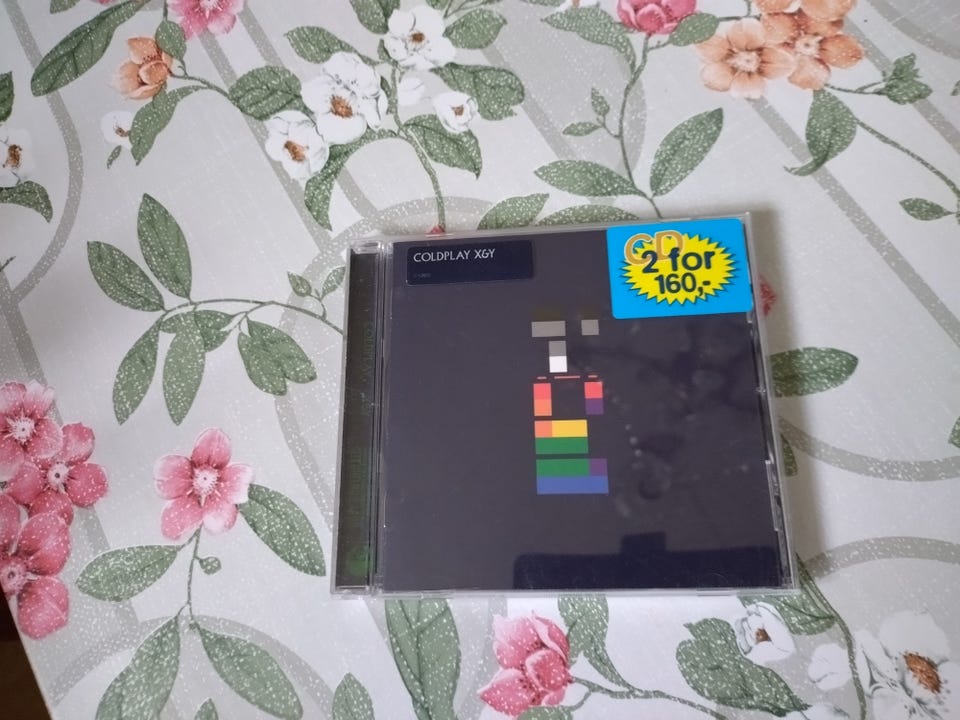 COLDPLAY X&Y
CD
2 for
160,-